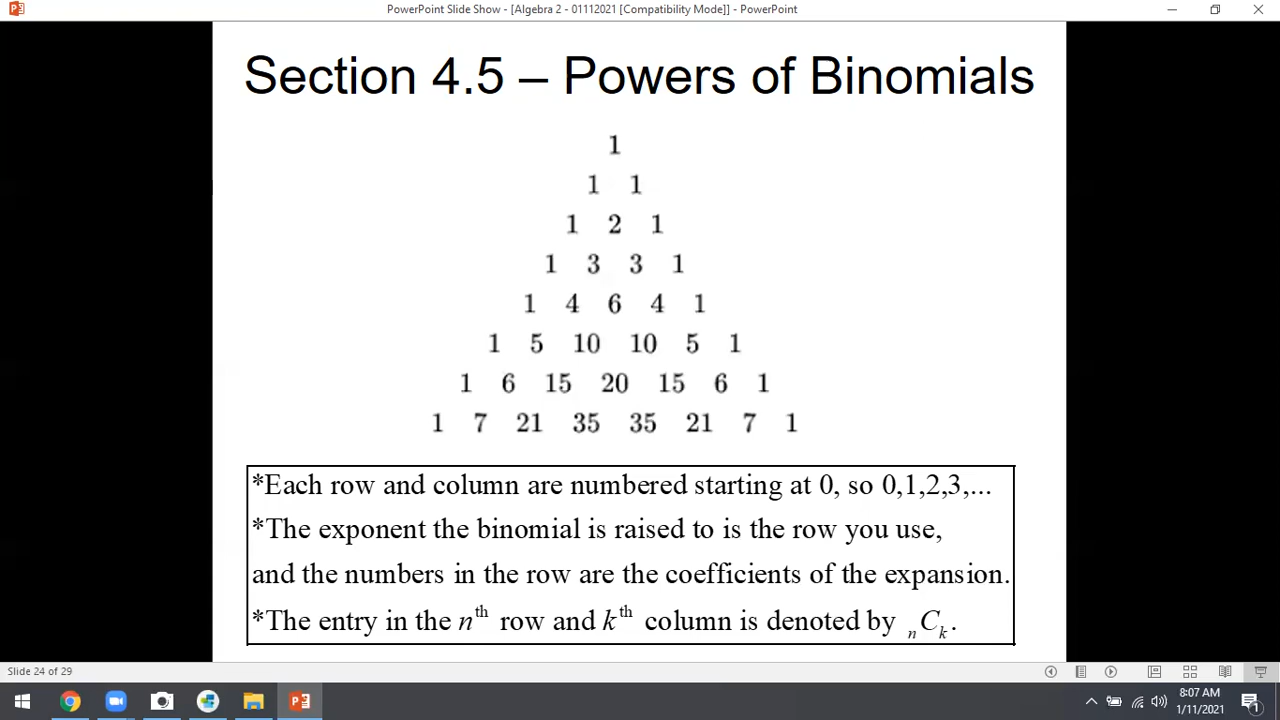 PowerPoint Slide Show - [Algebra 2 - 01112021 [Compatibility Mode]] - PowerPoint
Section 4.5 – Powers of Binomials
1
1 1
1 2 1
1 3 3 1
1 4 6 4 1
1 5 10 10 5 1
1 6 15 20 15 6 1
1 7 21 35 35 21 7 1
*Each row and column are numbered starting at 0, so 0,1,2,3,...
*The exponent the binomial is raised to is the row you use,
and the numbers in the row are the coefficients of the expansion.
*The entry in the nth row and kth column is denoted by nCk.
Slide 24 of 29
8:07 AM
1/11/2021
1